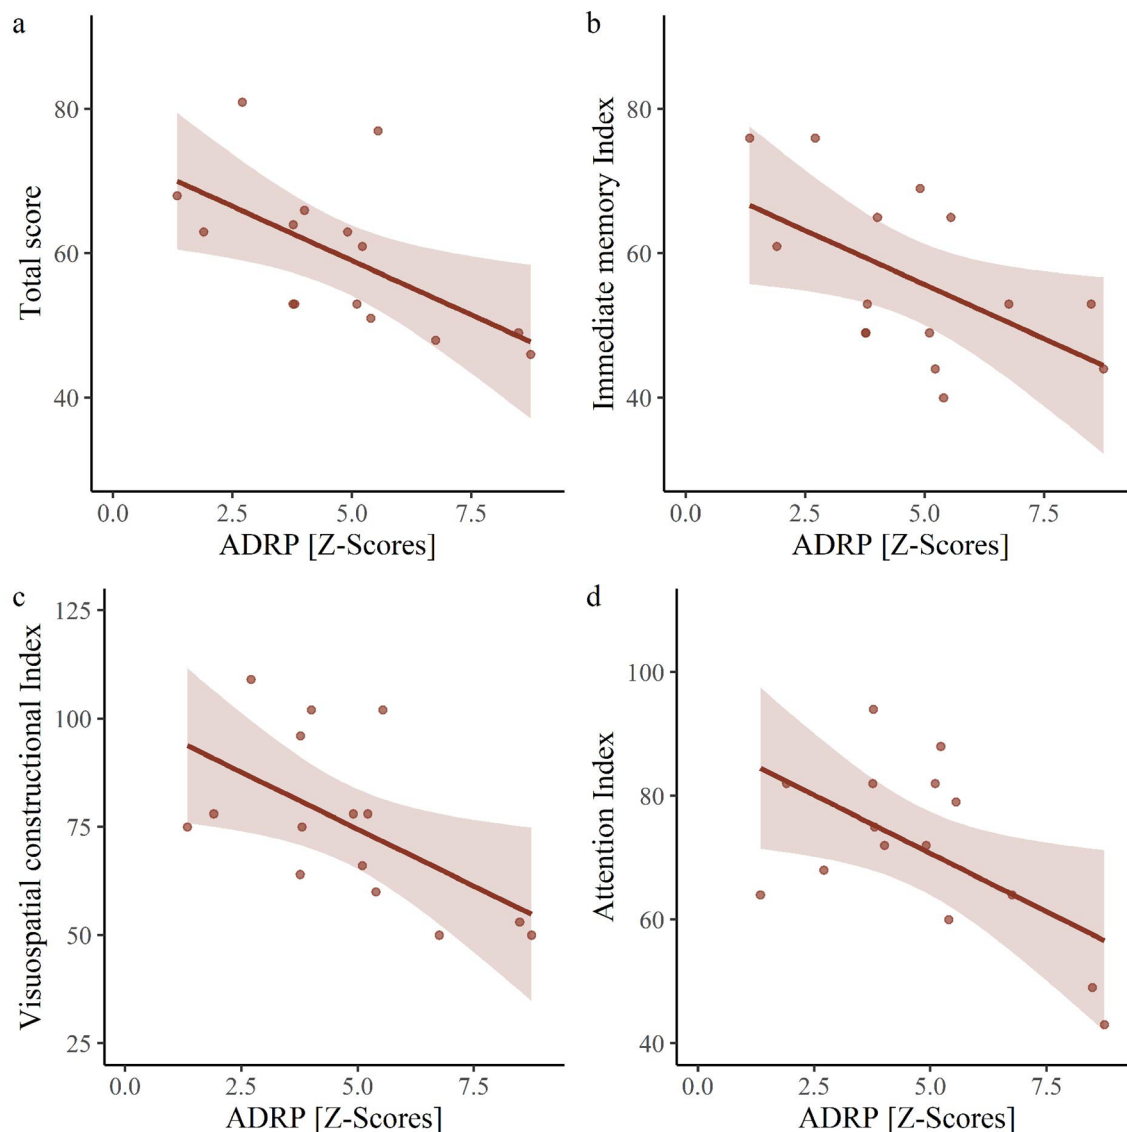 a
Total score
80
60
40
0.0 2.5 5.0 7.5
ADRP [Z-Scores]
b
Immediate memory Index
80
60
40
0.0 2.5 5.0 7.5
ADRP [Z-Scores]
c
Visuospatial constructional Index
125
100
75
50
25
0.0 2.5 5.0 7.5
ADRP [Z-Scores]
d
Attention Index
100
80
60
40
0.0 2.5 5.0 7.5
ADRP [Z-Scores]